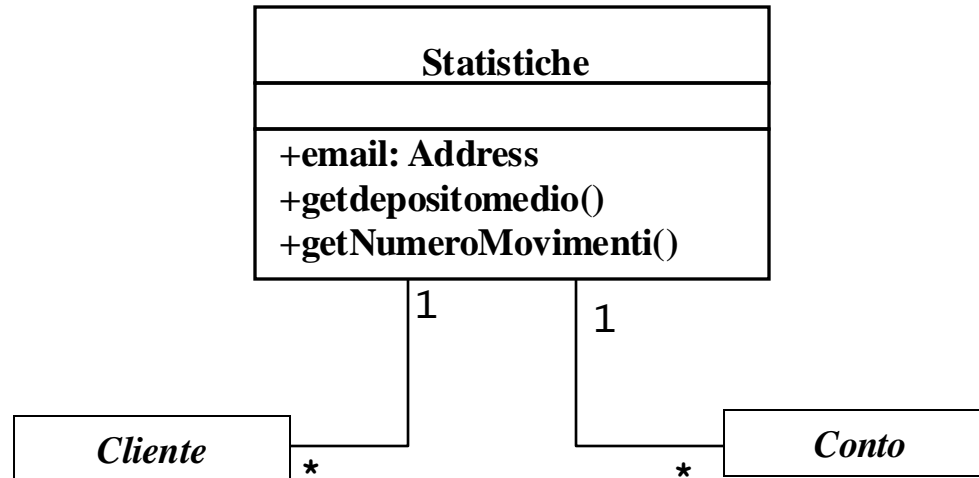 Statistiche
+email: Address
+getdepositomedio()
+getNumeroMovimenti()
1
1
Cliente
*
*
Conto